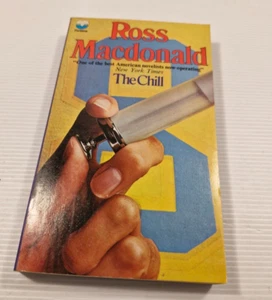 Ross
Macdonald
"One of the best American novelists now operating"
New York Times
The Chill